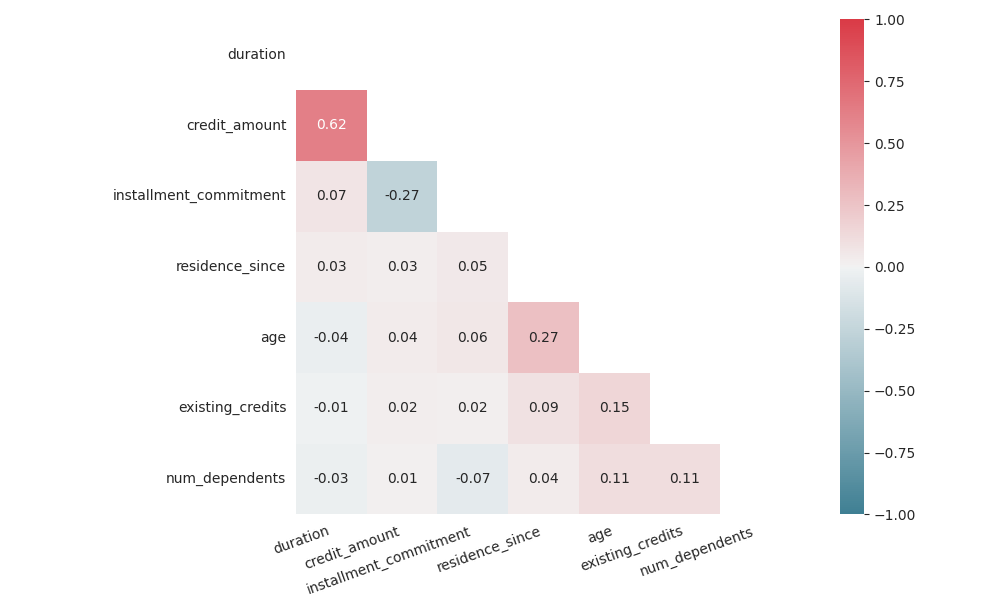 duration
credit_amount 0.62
installment_commitment 0.07 -0.27
residence_since 0.03 0.03 0.05
age -0.04 0.04 0.06 0.27
existing_credits -0.01 0.02 0.02 0.09 0.15
num_dependents -0.03 0.01 -0.07 0.04 0.11 0.11
duration
credit_amount
installment_commitment
residence_since
age
existing_credits
num_dependents
1.00
0.75
0.50
0.25
0.00
−0.25
−0.50
−0.75
−1.00